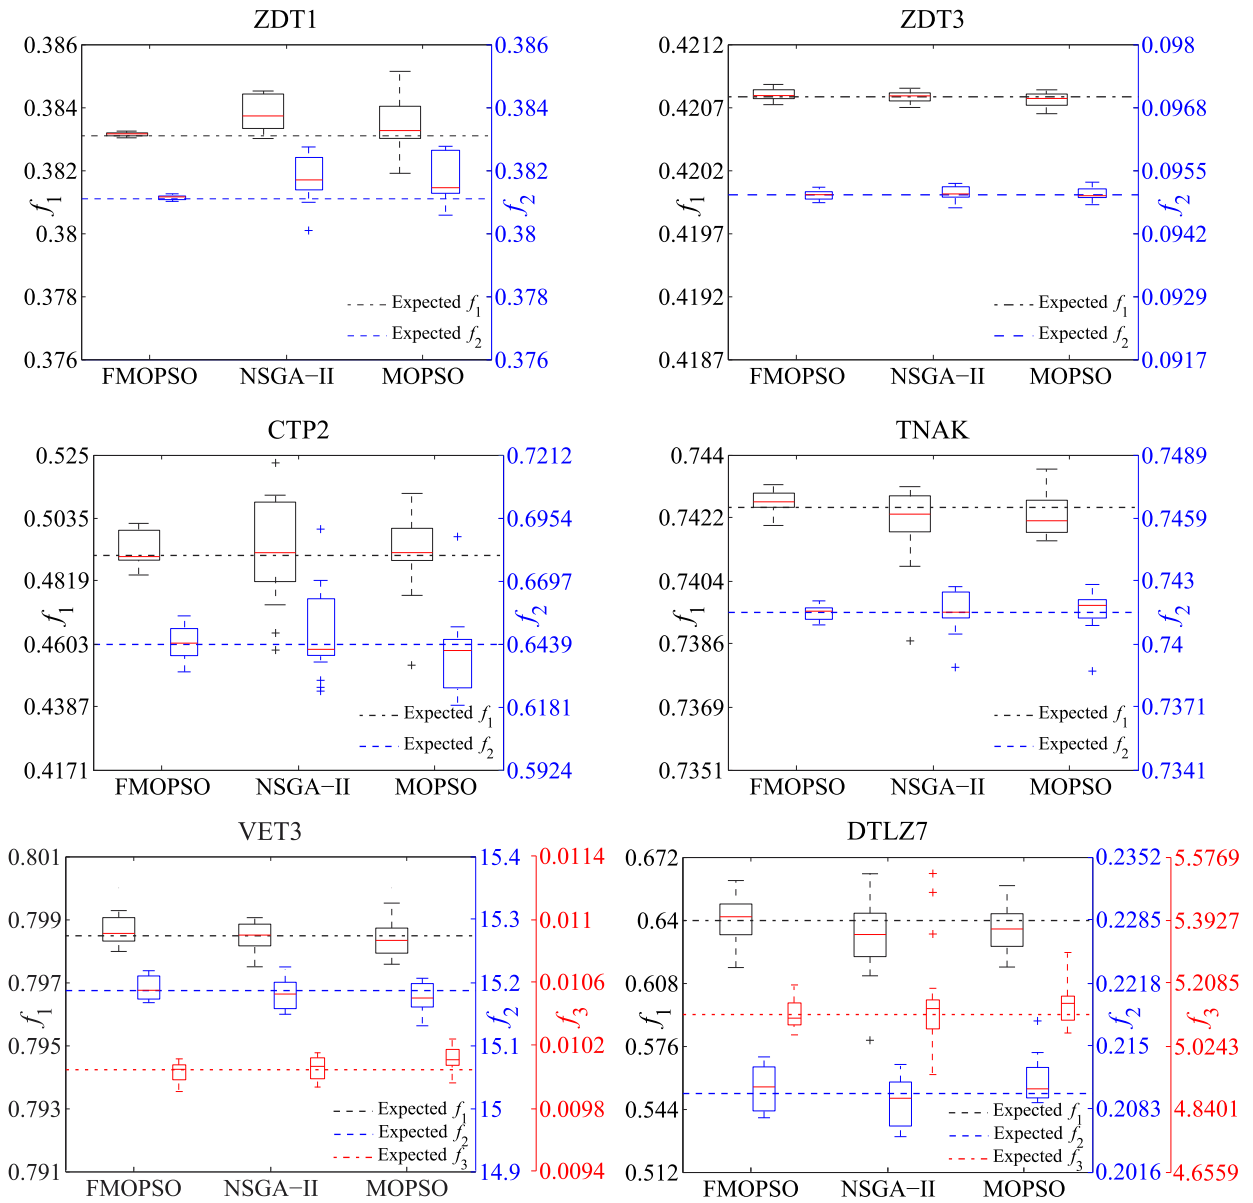 ZDT1
0.386
0.384
0.382
0.38
0.378
0.376
f1
0.386
0.384
0.382
0.38
0.378
0.376
f2
Expected f1
Expected f2
FMOPSO NSGA-II MOPSO
ZDT3
0.4212
0.4207
0.4202
0.4197
0.4192
0.4187
f1
0.098
0.0968
0.0955
0.0942
0.0929
0.0917
f2
Expected f1
Expected f2
FMOPSO NSGA-II MOPSO
CTP2
0.525
0.5035
0.4819
0.4603
0.4387
0.4171
f1
0.7212
0.6954
0.6697
0.6439
0.6181
0.5924
f2
Expected f1
Expected f2
FMOPSO NSGA-II MOPSO
TNAK
0.744
0.7422
0.7404
0.7386
0.7369
0.7351
f1
0.7489
0.7459
0.743
0.74
0.7371
0.7341
f2
Expected f1
Expected f2
FMOPSO NSGA-II MOPSO
VET3
0.801
0.799
0.797
0.795
0.793
0.791
f1
15.4
15.3
15.2
15.1
15
14.9
f2
0.0114
0.011
0.0106
0.0102
0.0098
0.0094
f3
Expected f1
Expected f2
Expected f3
FMOPSO NSGA-II MOPSO
DTLZ7
0.672
0.64
0.608
0.576
0.544
0.512
f1
0.2352
0.2285
0.2218
0.215
0.2083
0.2016
f2
5.5769
5.3927
5.2085
5.0243
4.8401
4.6559
f3
Expected f1
Expected f2
Expected f3
FMOPSO NSGA-II MOPSO